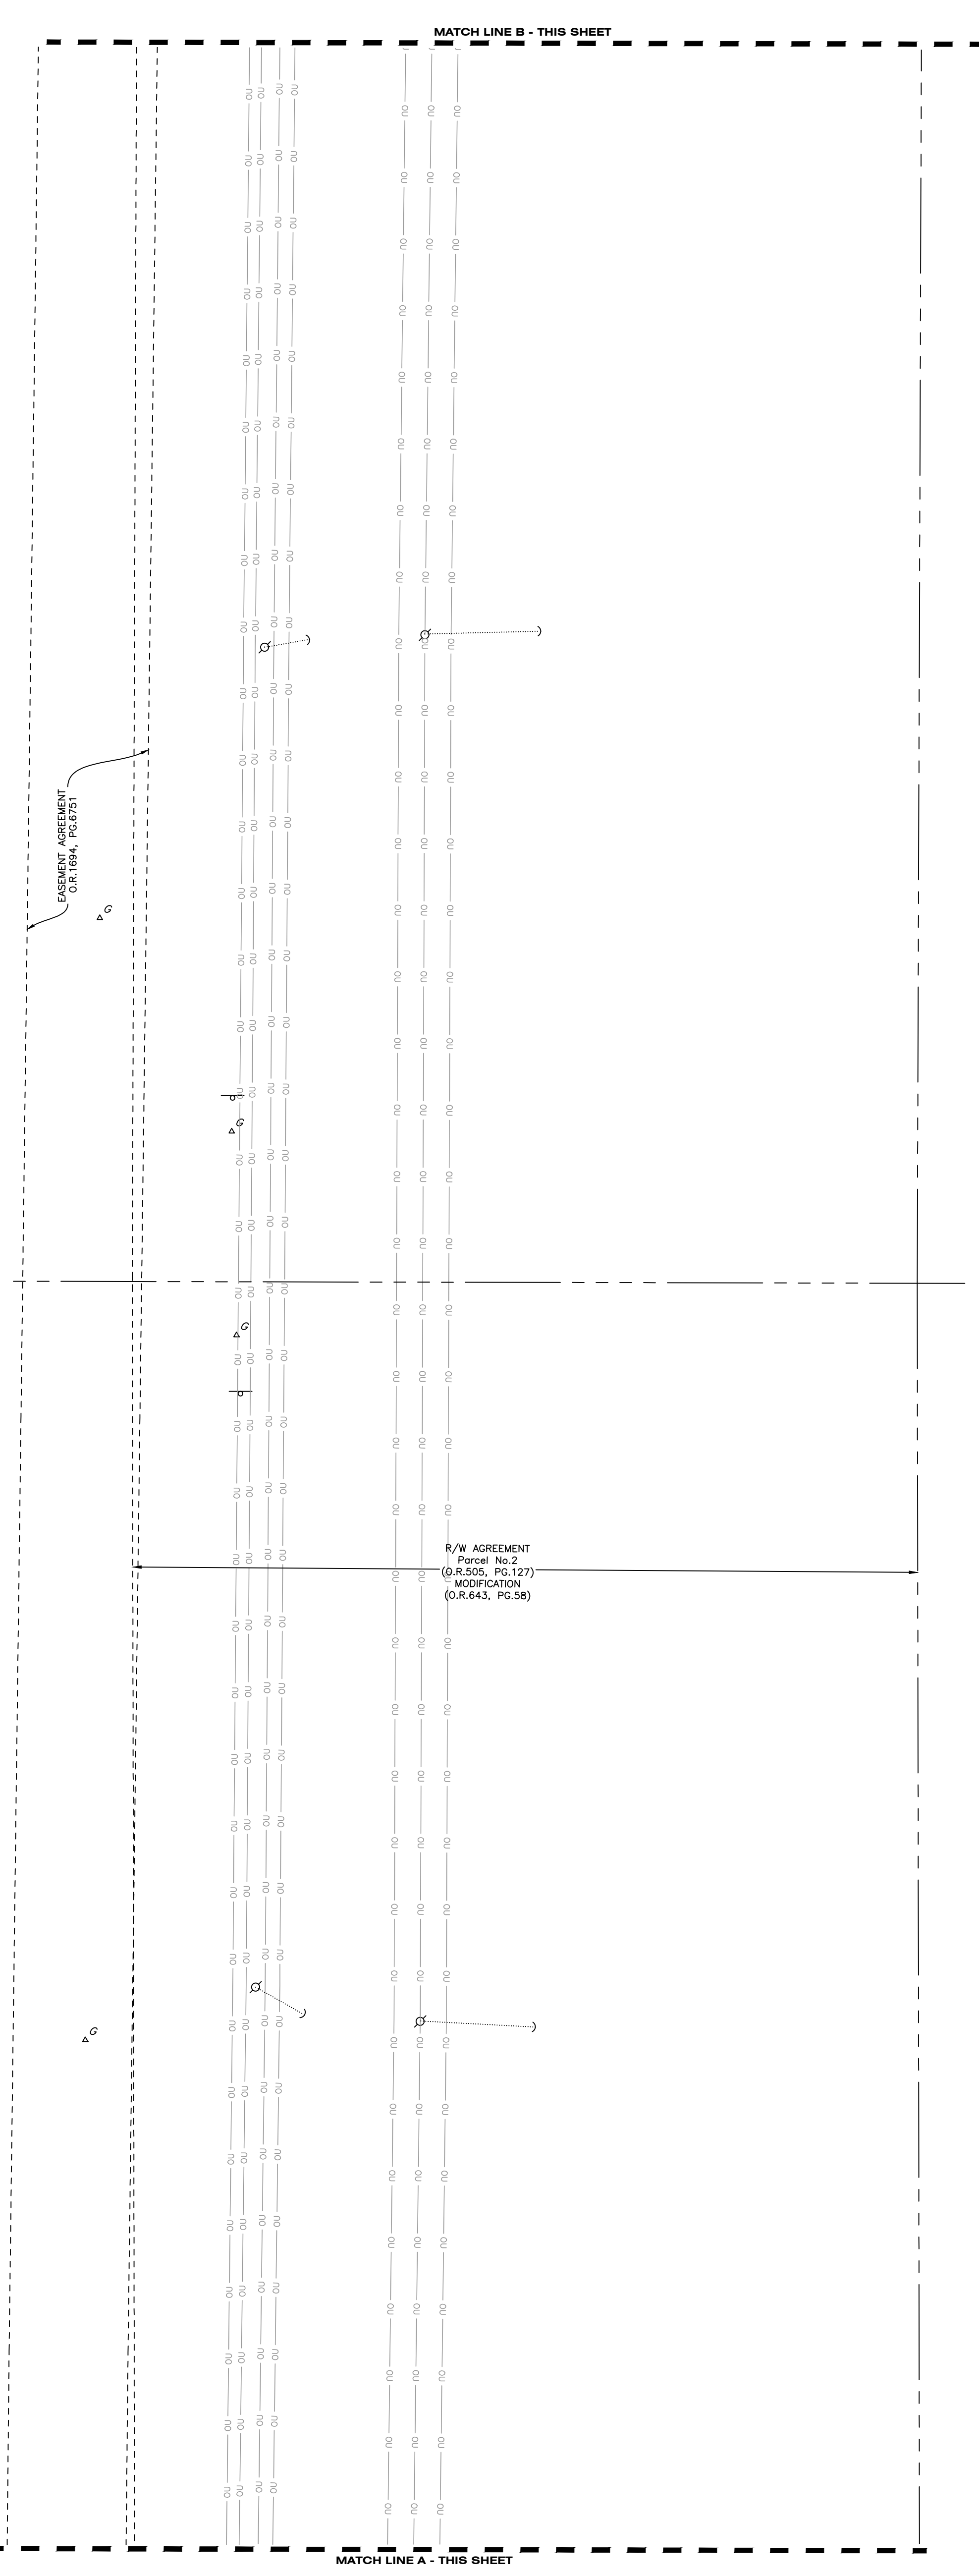 MATCH LINE B - THIS SHEET
EASEMENT AGREEMENT
O.R.1694, PG.6751
G
G
G
R/W AGREEMENT
Parcel No.2
(O.R.505, PG.127)
MODIFICATION
(O.R.643, PG.58)
G
MATCH LINE A - THIS SHEET